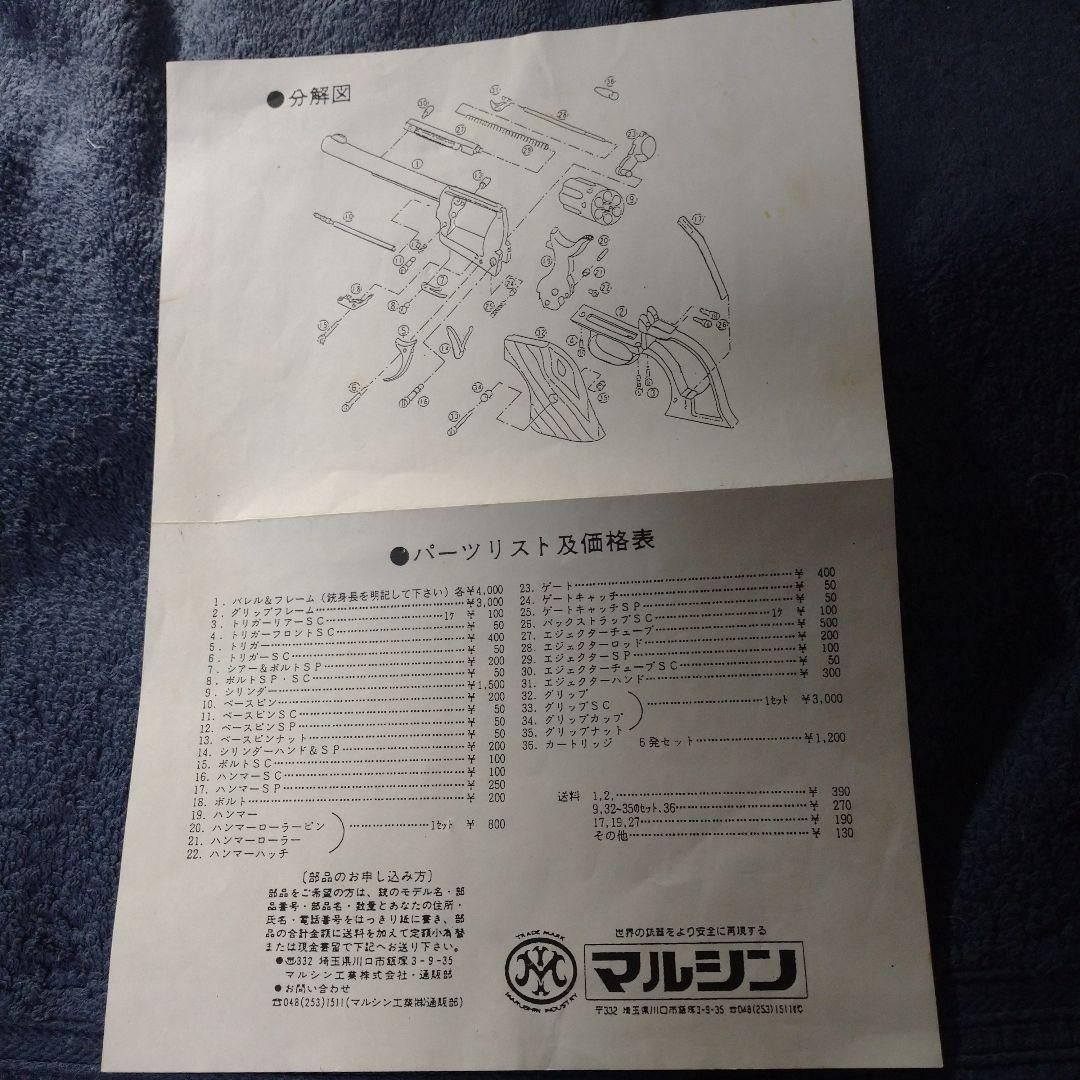 ●分解図
●パーツリスト及価格表
1. バレル&フレーム(銃身長を明記して下さい)各¥4,000
2. グリップフレーム……¥3,000
3. トリガーリアーSC……1ケ ¥ 100
4. トリガーフロントSC……¥ 50
5. トリガー……¥ 400
6. トリガーSC……¥ 50
7. シアー&ボルトSP……¥ 200
8. ボルトSP・SC……¥ 50
9. シリンダー……¥1,500
10. ベースピン……¥ 200
11. ベースピンSC……¥ 50
12. ベースピンSP……¥ 50
13. ベースピンナット……¥ 50
14. シリンダーハンド&SP……¥ 200
15. ボルトSC……¥ 100
16. ハンマーSC……¥ 100
17. ハンマーSP……¥ 250
18. ボルト……¥ 200
19. ハンマー
20. ハンマーローラーピン……1セット ¥ 800
21. ハンマーローラー
22. ハンマーハッチ
23. ゲート……¥ 400
24. ゲートキャッチ……¥ 50
25. ゲートキャッチSP……¥ 50
26. バックストラップSC……1ケ ¥ 100
27. エジェクターチューブ……¥ 500
28. エジェクターロッド……¥ 200
29. エジェクターSP……¥ 100
30. エジェクターチューブSC……¥ 50
31. エジェクターハンド……¥ 300
32. グリップ
33. グリップSC……1セット ¥3,000
34. グリップカップ
35. グリップナット
36. カートリッジ 6発セット……¥1,200
送料 1,2,……¥ 390
9,32~35のセット、36……¥ 270
17,19,27……¥ 190
その他……¥ 130
〔部品のお申し込み方〕
部品をご希望の方は、銃のモデル名・部
品番号・部品名・数量とあなたの住所・
氏名・電話番号をはっきり紙に書き、部
品の合計金額に送料を加えて定額小為替
または現金書留で下記へお送り下さい。
●〒332 埼玉県川口市飯塚3-9-35
マルシン工業株式会社・通販部
●お問い合わせ
☎048(253)1511(マルシン工業㈱通販部)
TRADE MARK
MARUSHIN INDUSTRY
世界の銃器をより安全に再現する
マルシン
〒332 埼玉県川口市飯塚3-9-35 ☎048(253)1511㈹